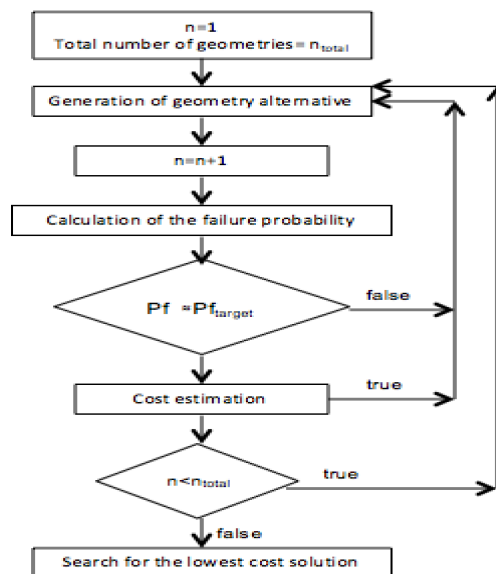 n=1
Total number of geometries= n_total
Generation of geometry alternative
n=n+1
Calculation of the failure probability
Pf ≈Pf_target
false
Cost estimation
true
n<n_total
true
false
Search for the lowest cost solution